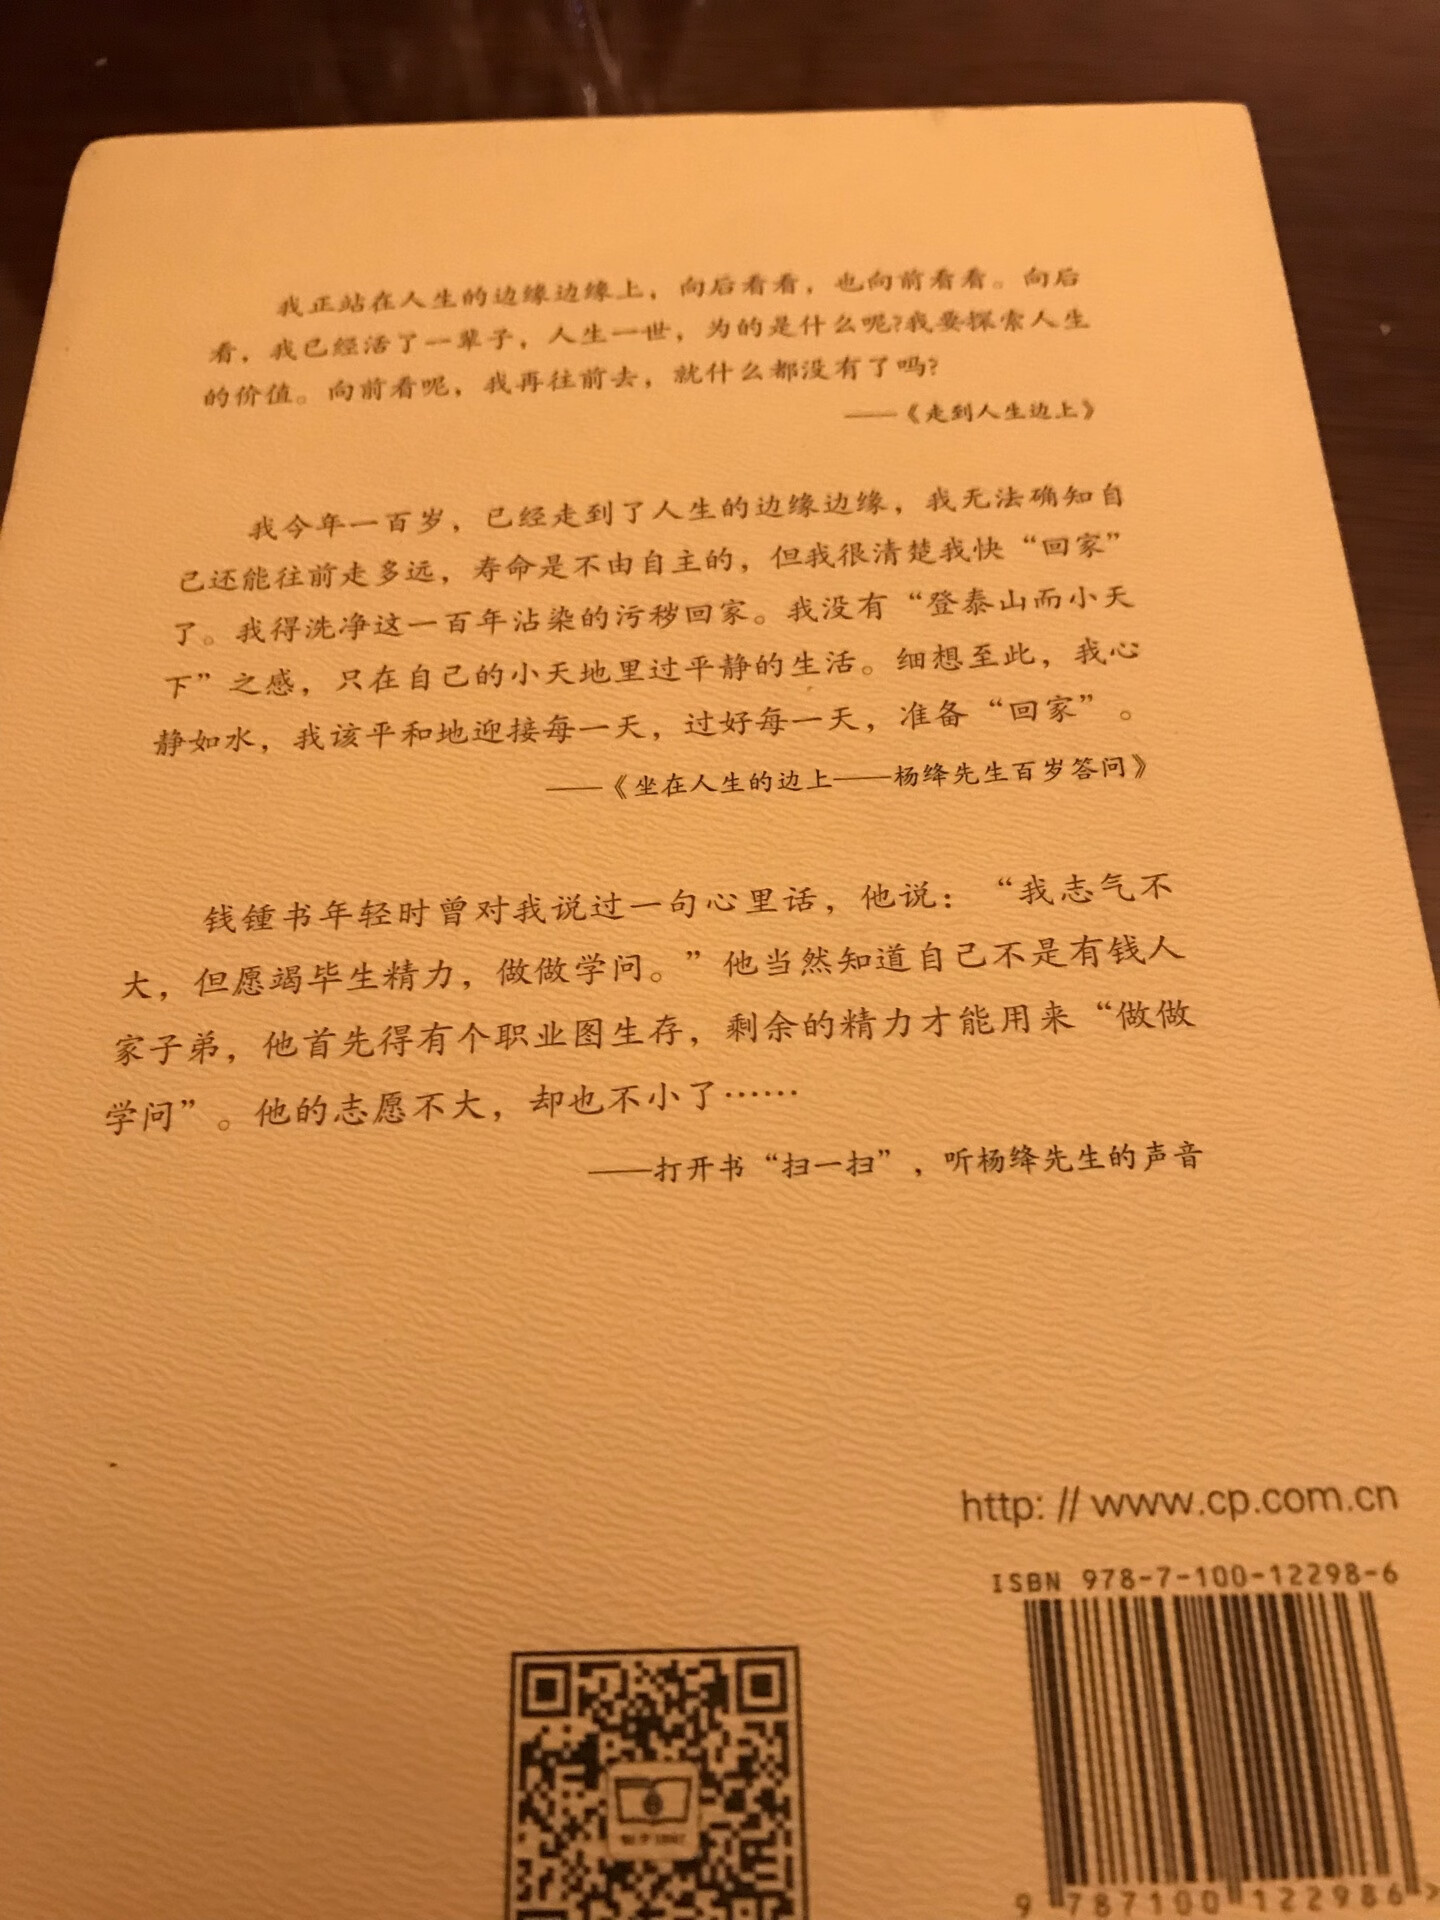 我正站在人生的边缘边缘上，向后看看，也向前看看。向后
看，我已经活了一辈子，人生一世，为的是什么呢?我要探索人生
的价值。向前看呢，我再往前去，就什么都没有了吗?
——《走到人生边上》
我今年一百岁，已经走到了人生的边缘边缘，我无法确知自
己还能往前走多远，寿命是不由自主的，但我很清楚我快“回家”
了。我得洗净这一百年沾染的污秽回家。我没有“登泰山而小天
下”之感，只在自己的小天地里过平静的生活。细想至此，我心
静如水，我该平和地迎接每一天，过好每一天，准备“回家”。
——《坐在人生的边上——杨绛先生百岁答问》
钱锺书年轻时曾对我说过一句心里话，他说：“我志气不
大，但愿竭毕生精力，做做学问。”他当然知道自己不是有钱人
家子弟，他首先得有个职业图生存，剩余的精力才能用来“做做
学问”。他的志愿不大，却也不小了……
——打开书“扫一扫”，听杨绛先生的声音
http: // www.cp.com.cn
ISBN 978-7-100-12298-6
9 787100 122986 >